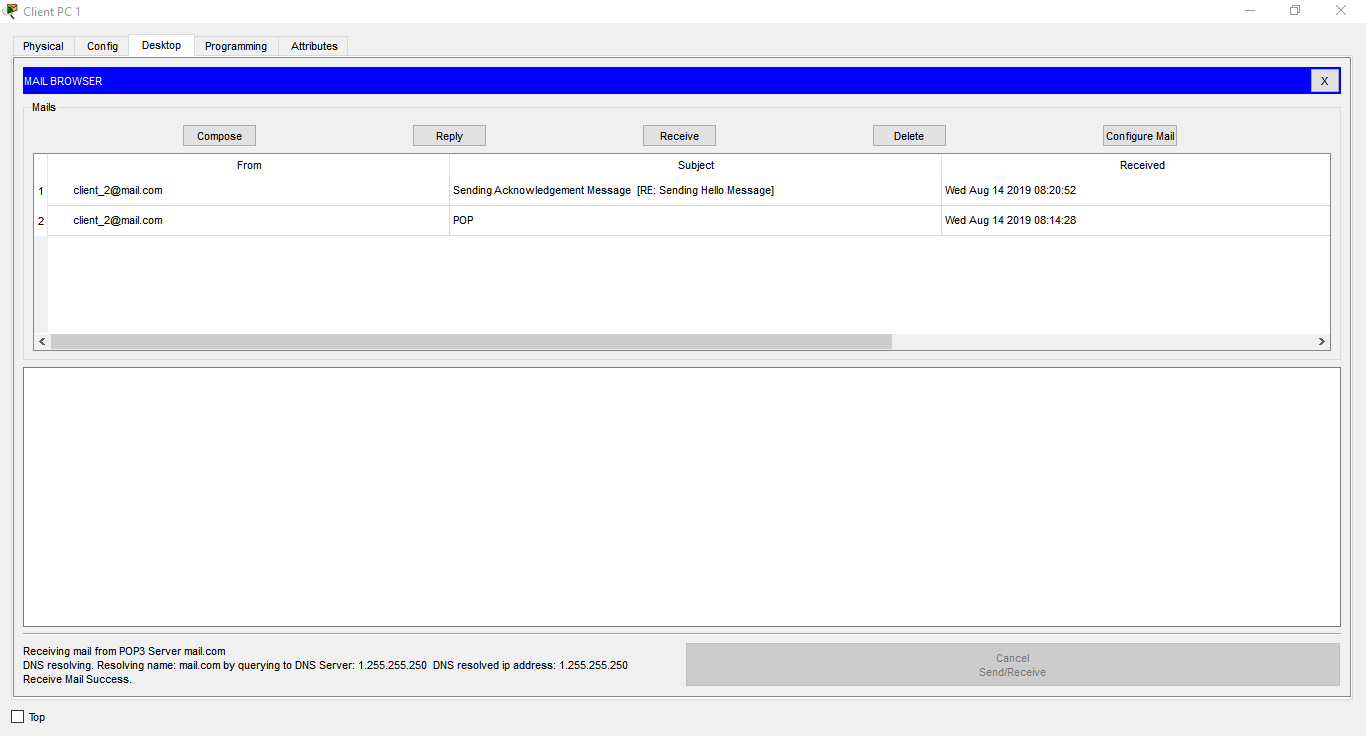 Client PC 1
Physical Config Desktop Programming Attributes
MAIL BROWSER X
Mails
Compose Reply Receive Delete Configure Mail
From Subject Received
1 client_2@mail.com Sending Acknowledgement Message [RE: Sending Hello Message] Wed Aug 14 2019 08:20:52
2 client_2@mail.com POP Wed Aug 14 2019 08:14:28
Receiving mail from POP3 Server mail.com
DNS resolving. Resolving name: mail.com by querying to DNS Server: 1.255.255.250 DNS resolved ip address: 1.255.255.250
Receive Mail Success.
Cancel
Send/Receive
Top